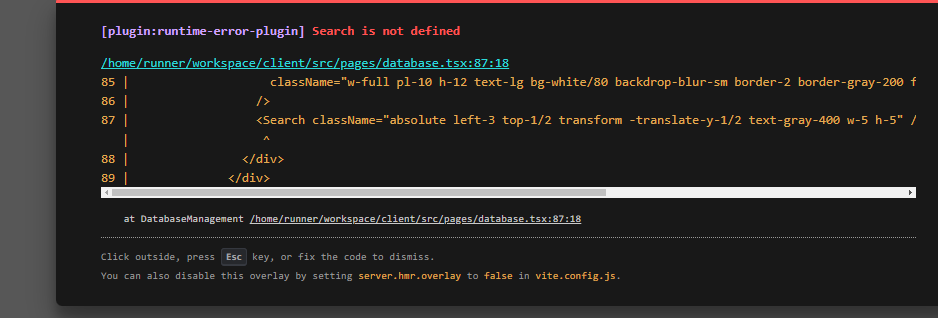 [plugin:runtime-error-plugin] Search is not defined
/home/runner/workspace/client/src/pages/database.tsx:87:18
85 | className="w-full pl-10 h-12 text-lg bg-white/80 backdrop-blur-sm border-2 border-gray-200 f
86 | />
87 | <Search className="absolute left-3 top-1/2 transform -translate-y-1/2 text-gray-400 w-5 h-5" /
| ^
88 | </div>
89 | </div>
at DatabaseManagement /home/runner/workspace/client/src/pages/database.tsx:87:18
Click outside, press Esc key, or fix the code to dismiss.
You can also disable this overlay by setting server.hmr.overlay to false in vite.config.js.